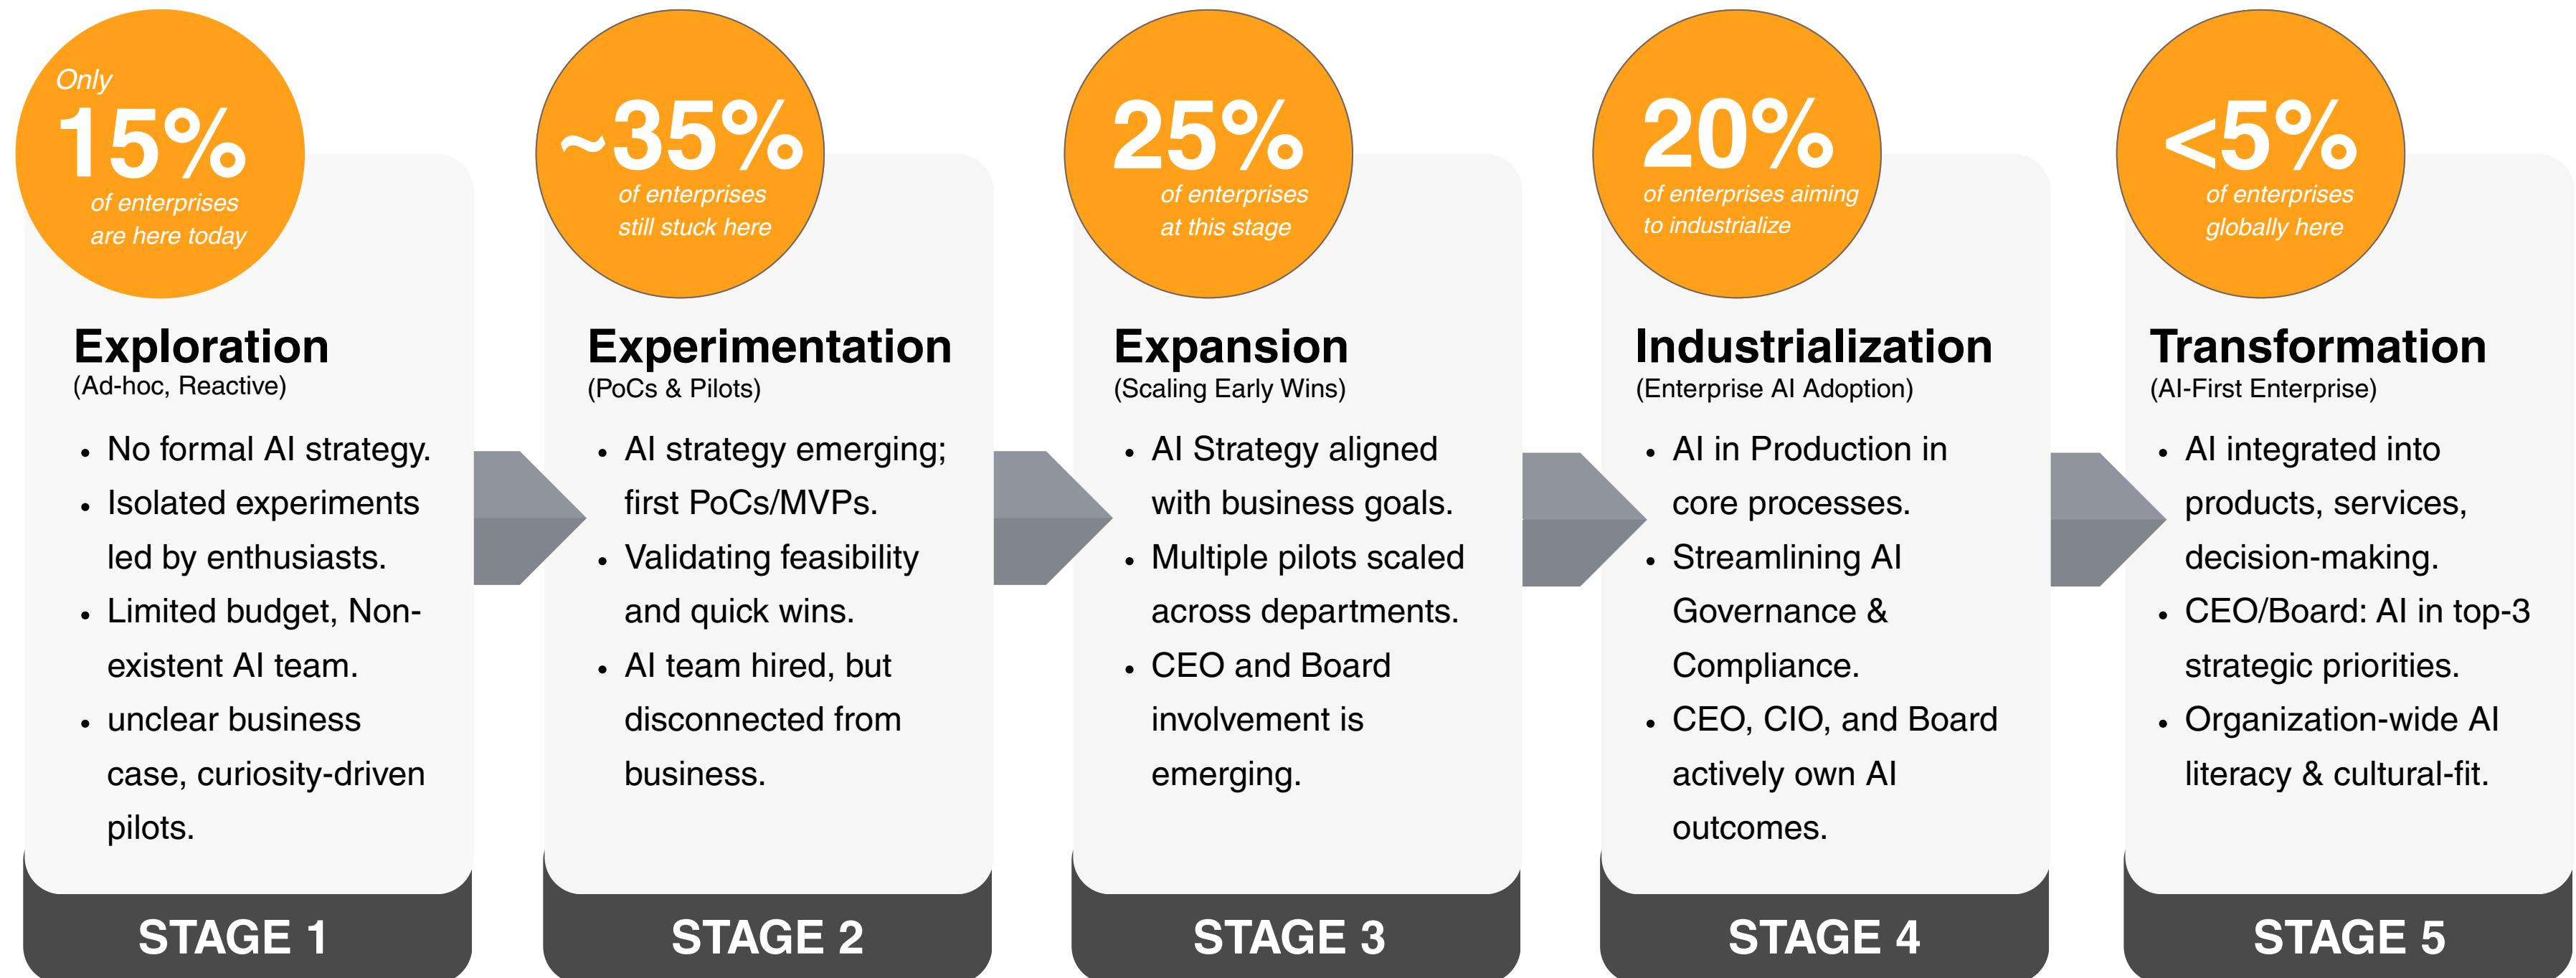 Only
15%
of enterprises
are here today
Exploration
(Ad-hoc, Reactive)
• No formal AI strategy.
• Isolated experiments
led by enthusiasts.
• Limited budget, Non-
existent AI team.
• unclear business
case, curiosity-driven
pilots.
STAGE 1
~35%
of enterprises
still stuck here
Experimentation
(PoCs & Pilots)
• AI strategy emerging;
first PoCs/MVPs.
• Validating feasibility
and quick wins.
• AI team hired, but
disconnected from
business.
STAGE 2
25%
of enterprises
at this stage
Expansion
(Scaling Early Wins)
• AI Strategy aligned
with business goals.
• Multiple pilots scaled
across departments.
• CEO and Board
involvement is
emerging.
STAGE 3
20%
of enterprises aiming
to industrialize
Industrialization
(Enterprise AI Adoption)
• AI in Production in
core processes.
• Streamlining AI
Governance &
Compliance.
• CEO, CIO, and Board
actively own AI
outcomes.
STAGE 4
<5%
of enterprises
globally here
Transformation
(AI-First Enterprise)
• AI integrated into
products, services,
decision-making.
• CEO/Board: AI in top-3
strategic priorities.
• Organization-wide AI
literacy & cultural-fit.
STAGE 5